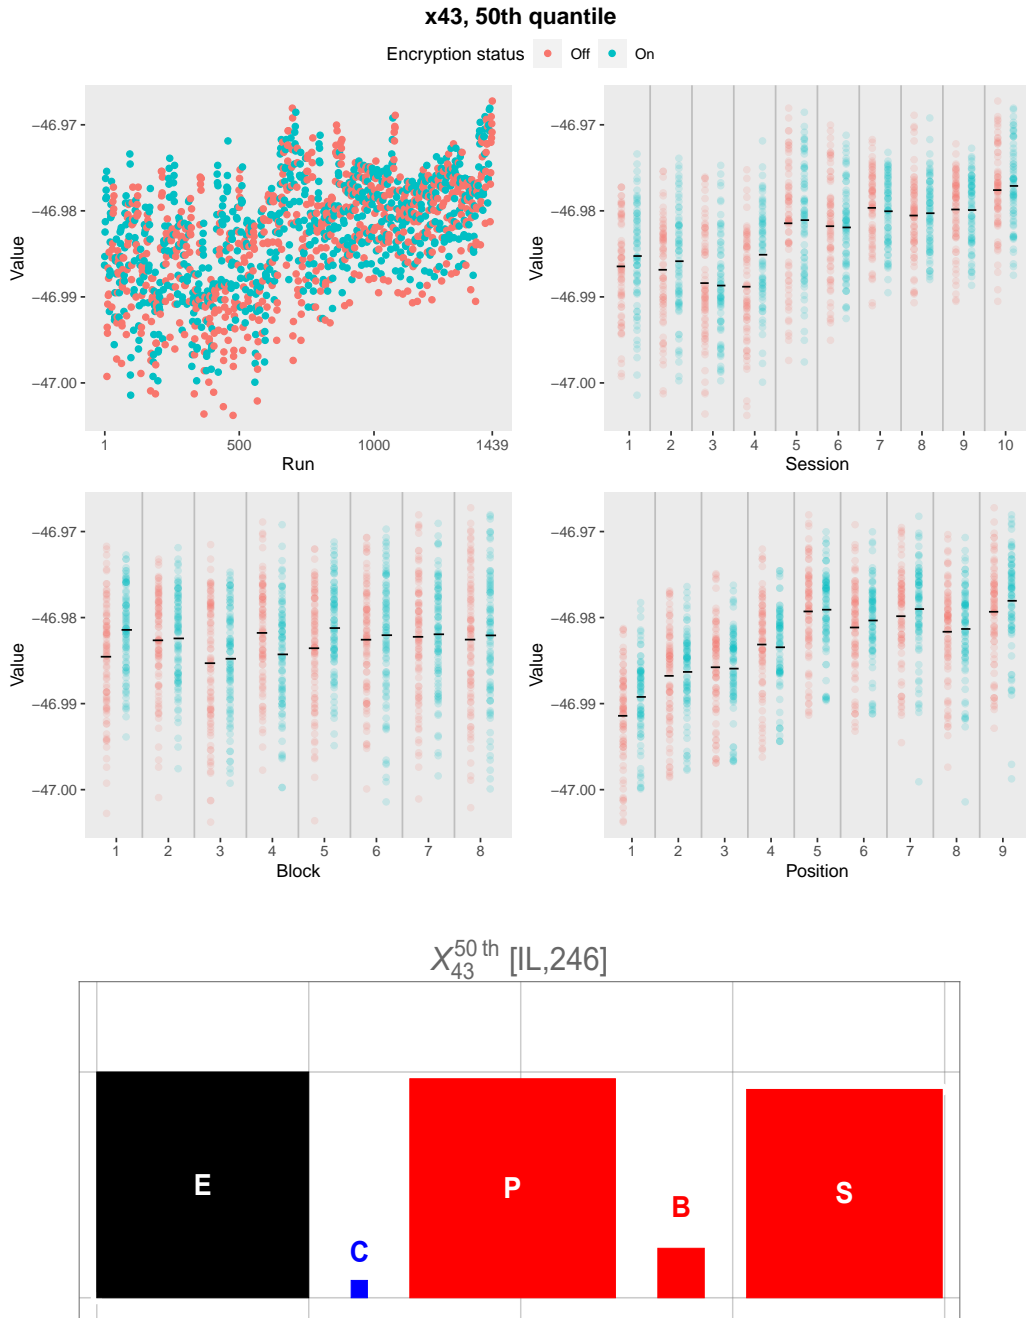 x43, 50th quantile
Encryption status Off On
Value
−46.97
−46.98
−46.99
−47.00
1 500 1000 1439
Run
Value
−46.97
−46.98
−46.99
−47.00
1 2 3 4 5 6 7 8 9 10
Session
Value
−46.97
−46.98
−46.99
−47.00
1 2 3 4 5 6 7 8
Block
Value
−46.97
−46.98
−46.99
−47.00
1 2 3 4 5 6 7 8 9
Position
X_43^50 th [IL,246]
E
C
P
B
S